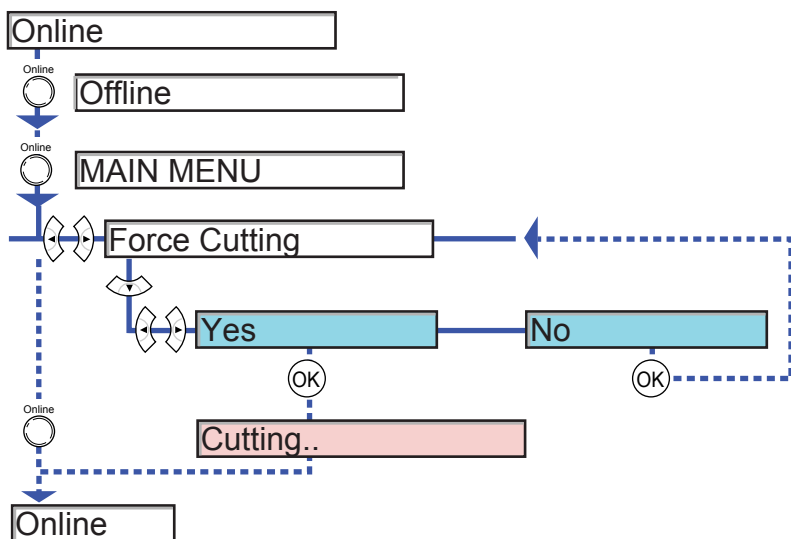 Online
Online
Offline
Online
MAIN MENU
Force Cutting
Yes
No
OK
OK
Online
Cutting..
Online